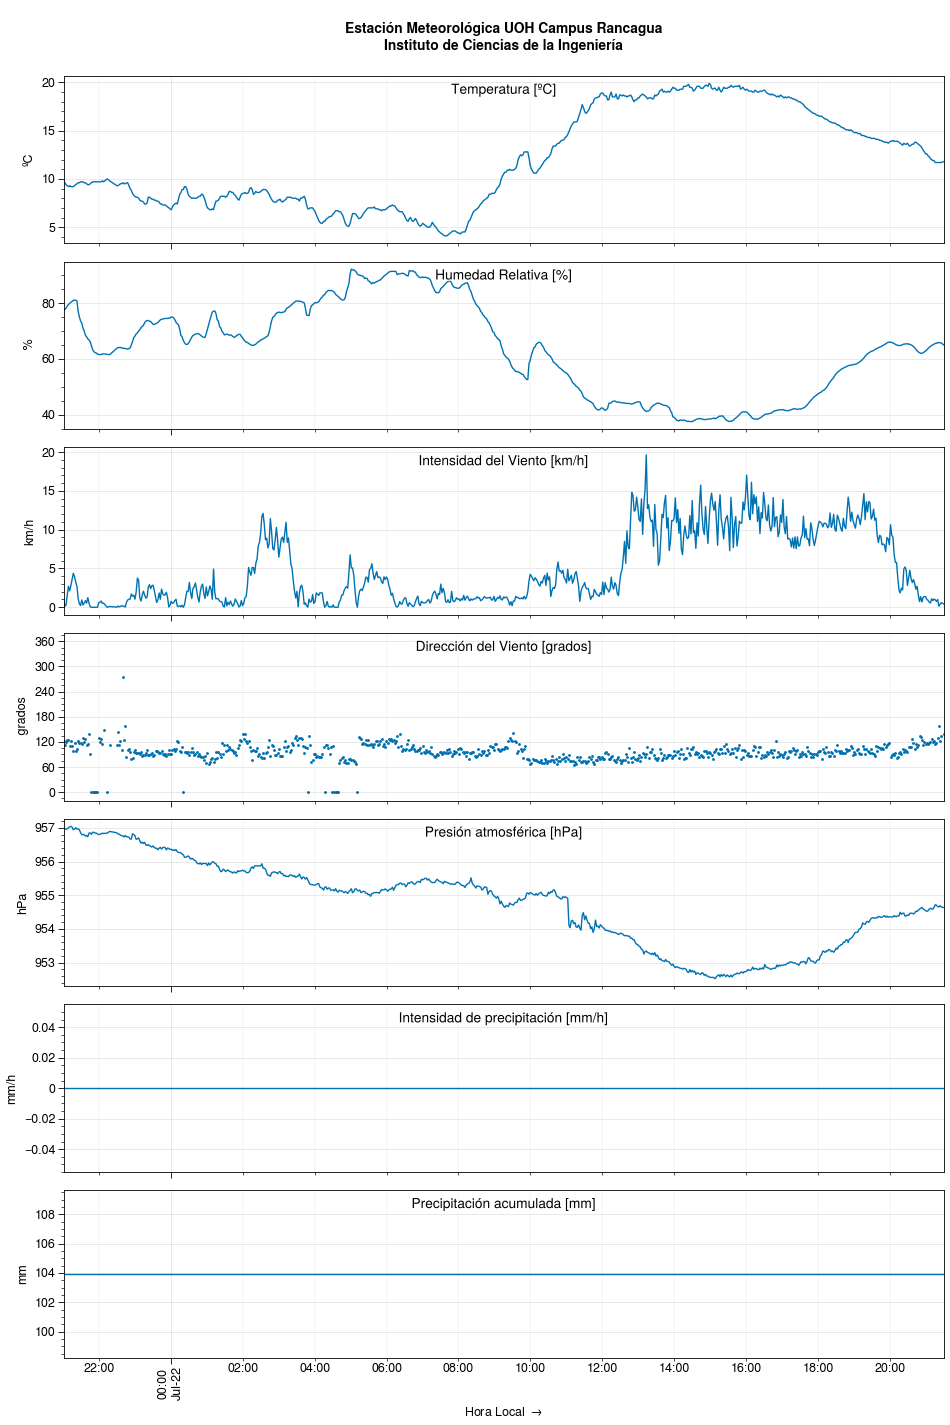 Estación Meteorológica UOH Campus Rancagua
Instituto de Ciencias de la Ingeniería
Temperatura [ºC]
ºC
20
15
10
5
Humedad Relativa [%]
%
80
60
40
Intensidad del Viento [km/h]
km/h
20
15
10
5
0
Dirección del Viento [grados]
grados
360
300
240
180
120
60
0
Presión atmosférica [hPa]
hPa
957
956
955
954
953
Intensidad de precipitación [mm/h]
mm/h
0.04
0.02
0
−0.02
−0.04
Precipitación acumulada [mm]
mm
108
106
104
102
100
22:00
00:00
Jul-22
02:00
04:00
06:00
08:00
10:00
12:00
14:00
16:00
18:00
20:00
Hora Local →